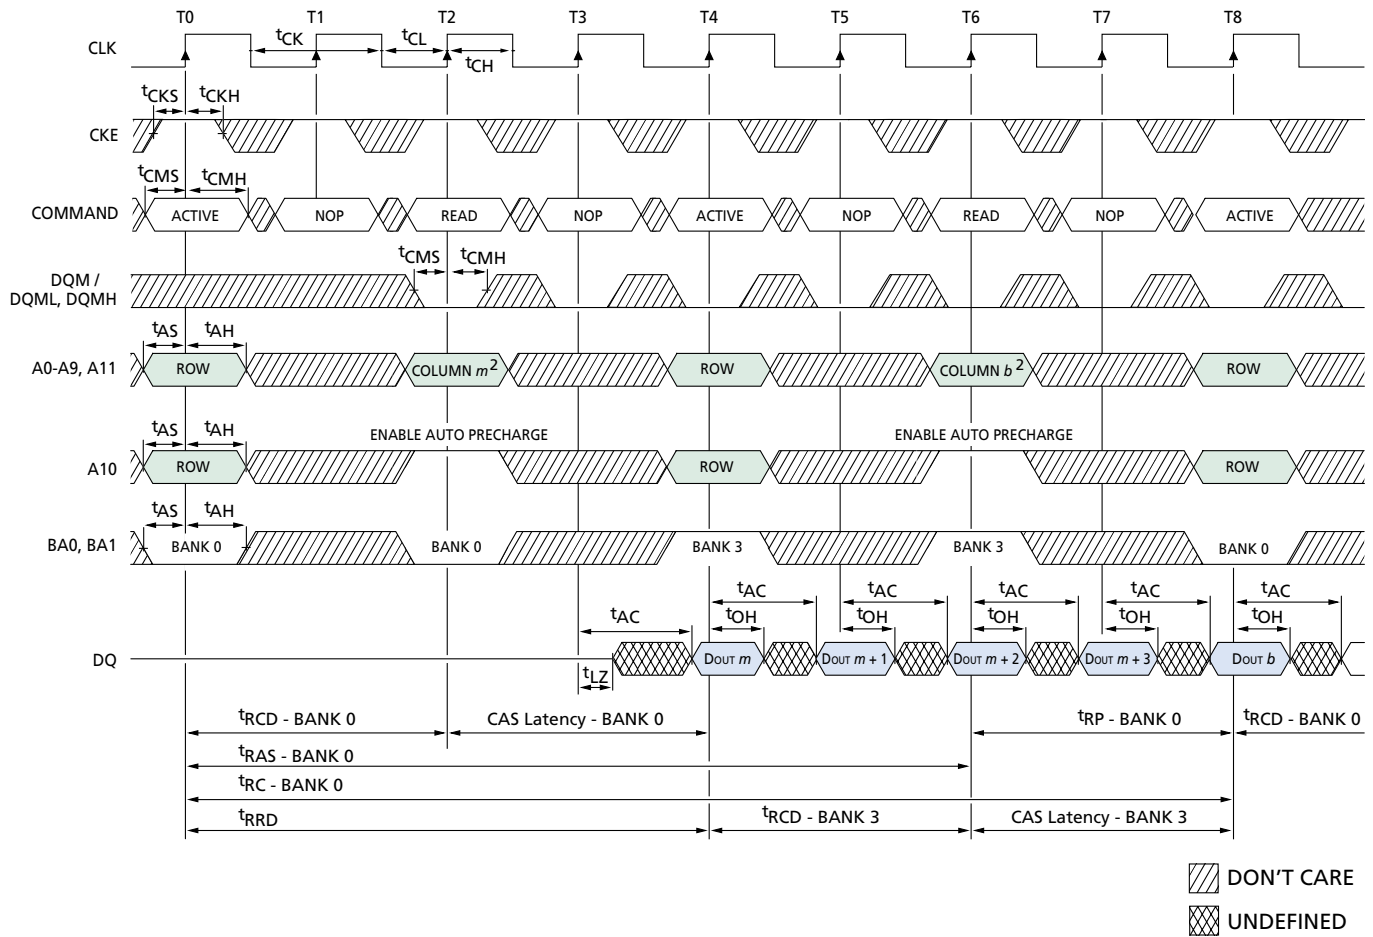 T0 T1 T2 T3 T4 T5 T6 T7 T8
CLK
tCK tCL
tCH
tCKS tCKH
CKE
tCMS tCMH
COMMAND ACTIVE NOP READ NOP ACTIVE NOP READ NOP ACTIVE
tCMS tCMH
DQM /
DQML, DQMH
tAS tAH
A0-A9, A11 ROW COLUMN m2 ROW COLUMN b2 ROW
tAS tAH
ENABLE AUTO PRECHARGE ENABLE AUTO PRECHARGE
A10 ROW ROW ROW
tAS tAH
BA0, BA1 BANK 0 BANK 0 BANK 3 BANK 3 BANK 0
tAC tAC tAC tAC tAC
tAC tOH tOH tOH tOH tOH
DQ DOUT m DOUT m + 1 DOUT m + 2 DOUT m + 3 DOUT b
tLZ
tRCD - BANK 0 CAS Latency - BANK 0 tRP - BANK 0 tRCD - BANK 0
tRAS - BANK 0
tRC - BANK 0
tRRD tRCD - BANK 3 CAS Latency - BANK 3
DON'T CARE
UNDEFINED